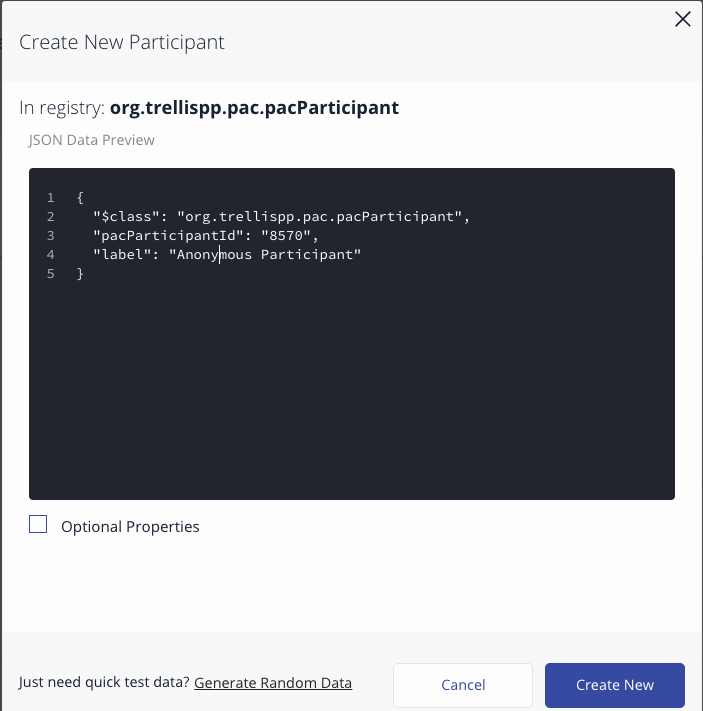 Create New Participant
In registry: org.trellispp.pac.pacParticipant
JSON Data Preview
1 {
2 "$class": "org.trellispp.pac.pacParticipant",
3 "pacParticipantId": "8570",
4 "label": "Anonymous Participant"
5 }
Optional Properties
Just need quick test data? Generate Random Data
Cancel
Create New